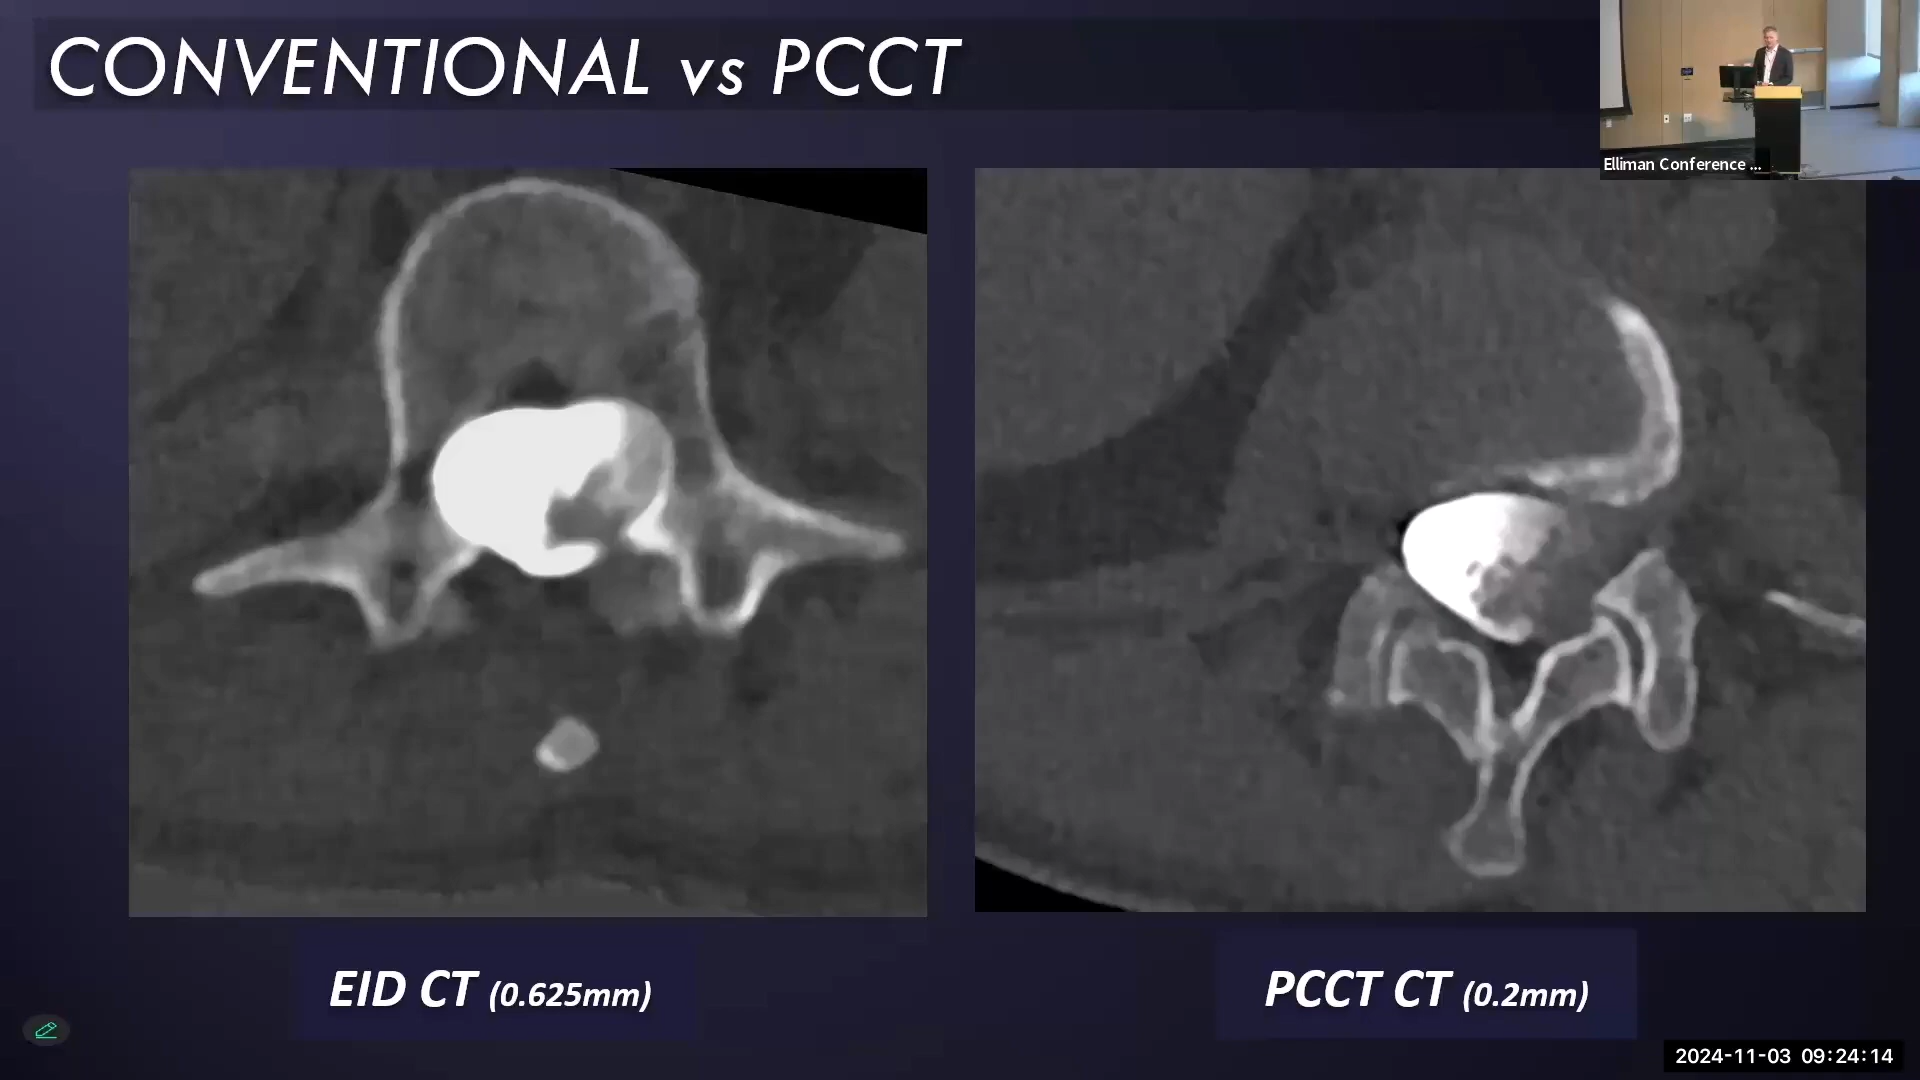 CONVENTIONAL vs PCCT
Elliman Conference ...
EID CT (0.625mm)
PCCT CT (0.2mm)
2024-11-03 09:24:14